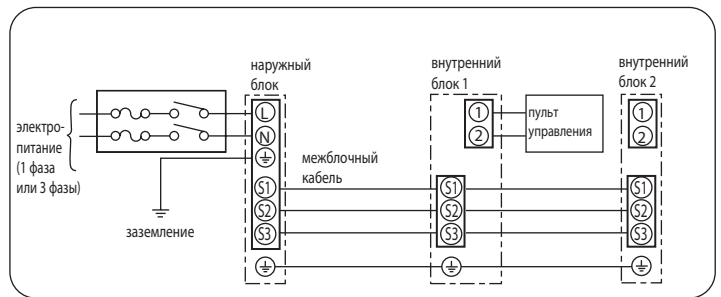 наружный
блок
внутренний
блок 1
внутренний
блок 2
электро-
питание
(1 фаза
или 3 фазы)
L
N
заземление
межблочный
кабель
1
2
пульт
управления
1
2
S1
S2
S3
S1
S2
S3
S1
S2
S3